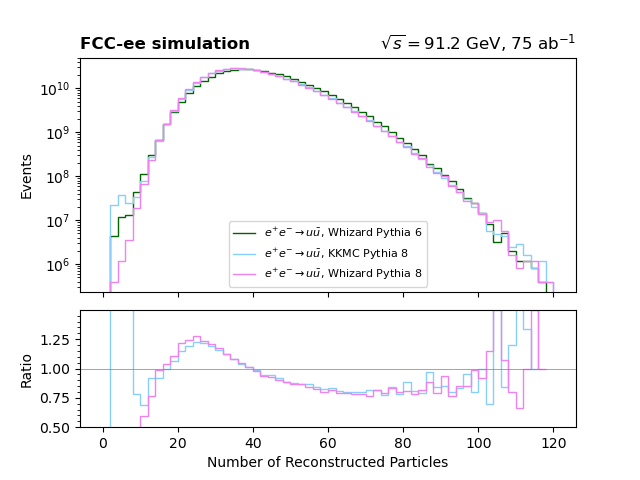 FCC-ee simulation
√s = 91.2 GeV, 75 ab⁻¹
10¹⁰
10⁹
10⁸
10⁷
10⁶
Events
e⁺e⁻ → uū, Whizard Pythia 6
e⁺e⁻ → uū, KKMC Pythia 8
e⁺e⁻ → uū, Whizard Pythia 8
1.25
1.00
0.75
0.50
Ratio
0 20 40 60 80 100 120
Number of Reconstructed Particles